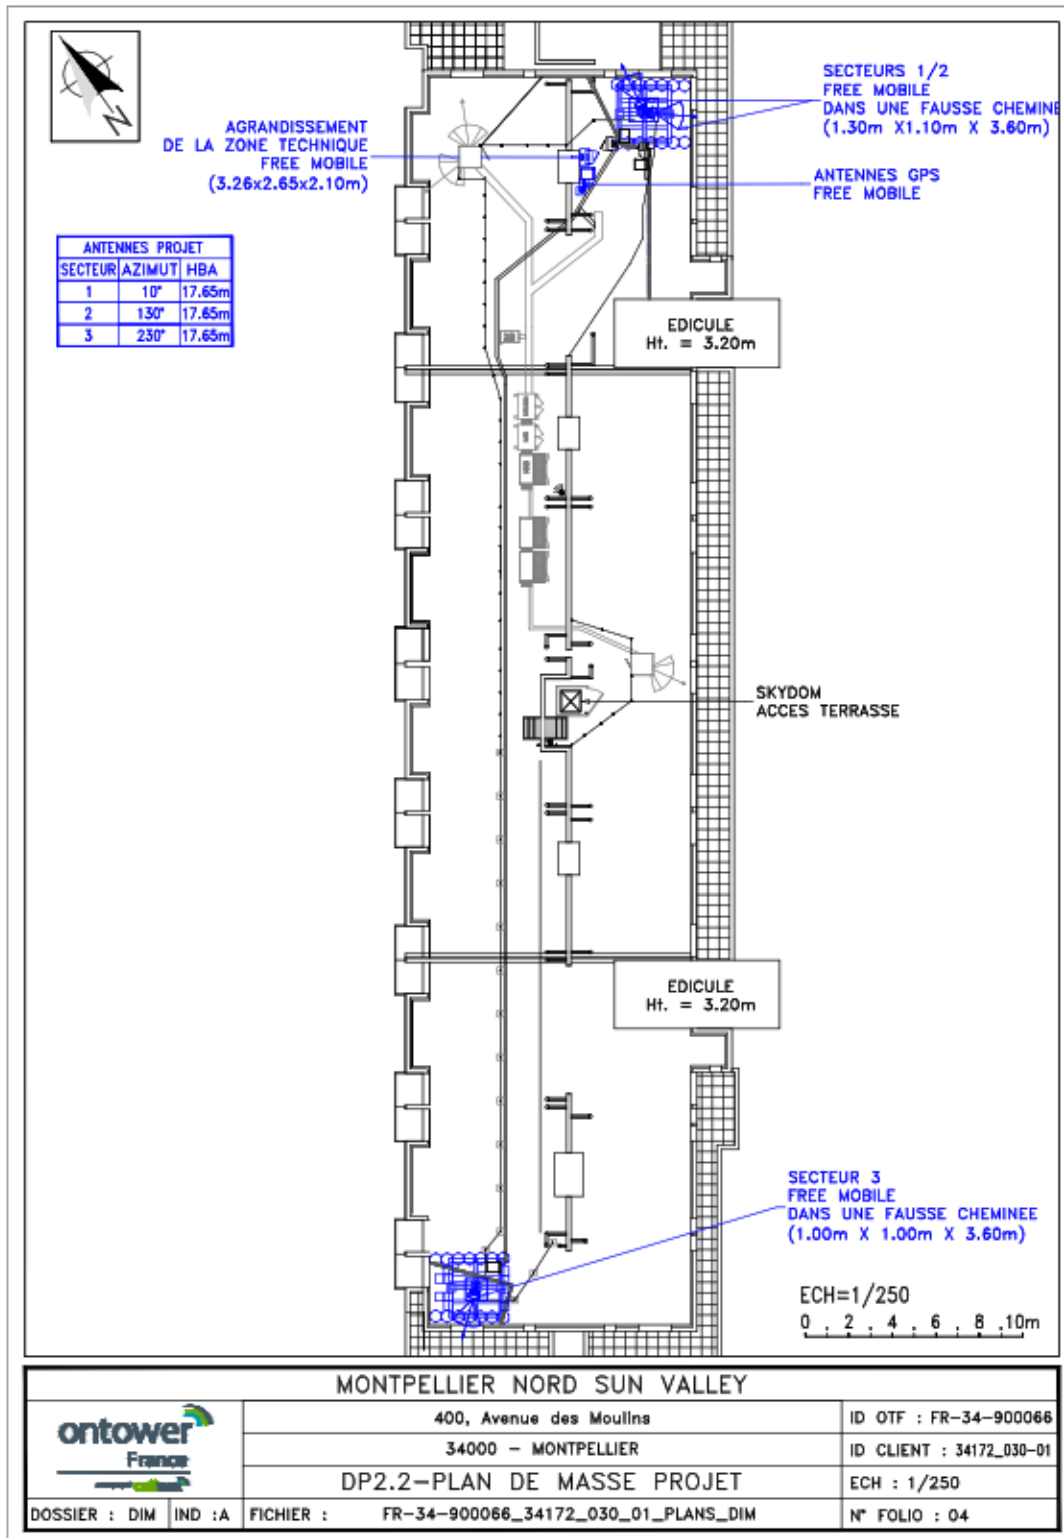 N
SECTEURS 1/2
FREE MOBILE
DANS UNE FAUSSE CHEMINE
(1.30m X1.10m X 3.60m)
AGRANDISSEMENT
DE LA ZONE TECHNIQUE
FREE MOBILE
(3.26x2.65x2.10m)
ANTENNES GPS
FREE MOBILE
ANTENNES PROJET
SECTEUR AZIMUT HBA
1 10° 17.65m
2 130° 17.65m
3 230° 17.65m
EDICULE
Ht. = 3.20m
SKYDOM
ACCES TERRASSE
EDICULE
Ht. = 3.20m
SECTEUR 3
FREE MOBILE
DANS UNE FAUSSE CHEMINEE
(1.00m X 1.00m X 3.60m)
ECH=1/250
0 . 2 . 4 . 6 . 8 .10m
MONTPELLIER NORD SUN VALLEY
ontower
France
400, Avenue des Moulins
ID OTF : FR-34-900066
34000 - MONTPELLIER
ID CLIENT : 34172_030-01
DP2.2-PLAN DE MASSE PROJET
ECH : 1/250
DOSSIER : DIM IND :A FICHIER : FR-34-900066_34172_030_01_PLANS_DIM N° FOLIO : 04